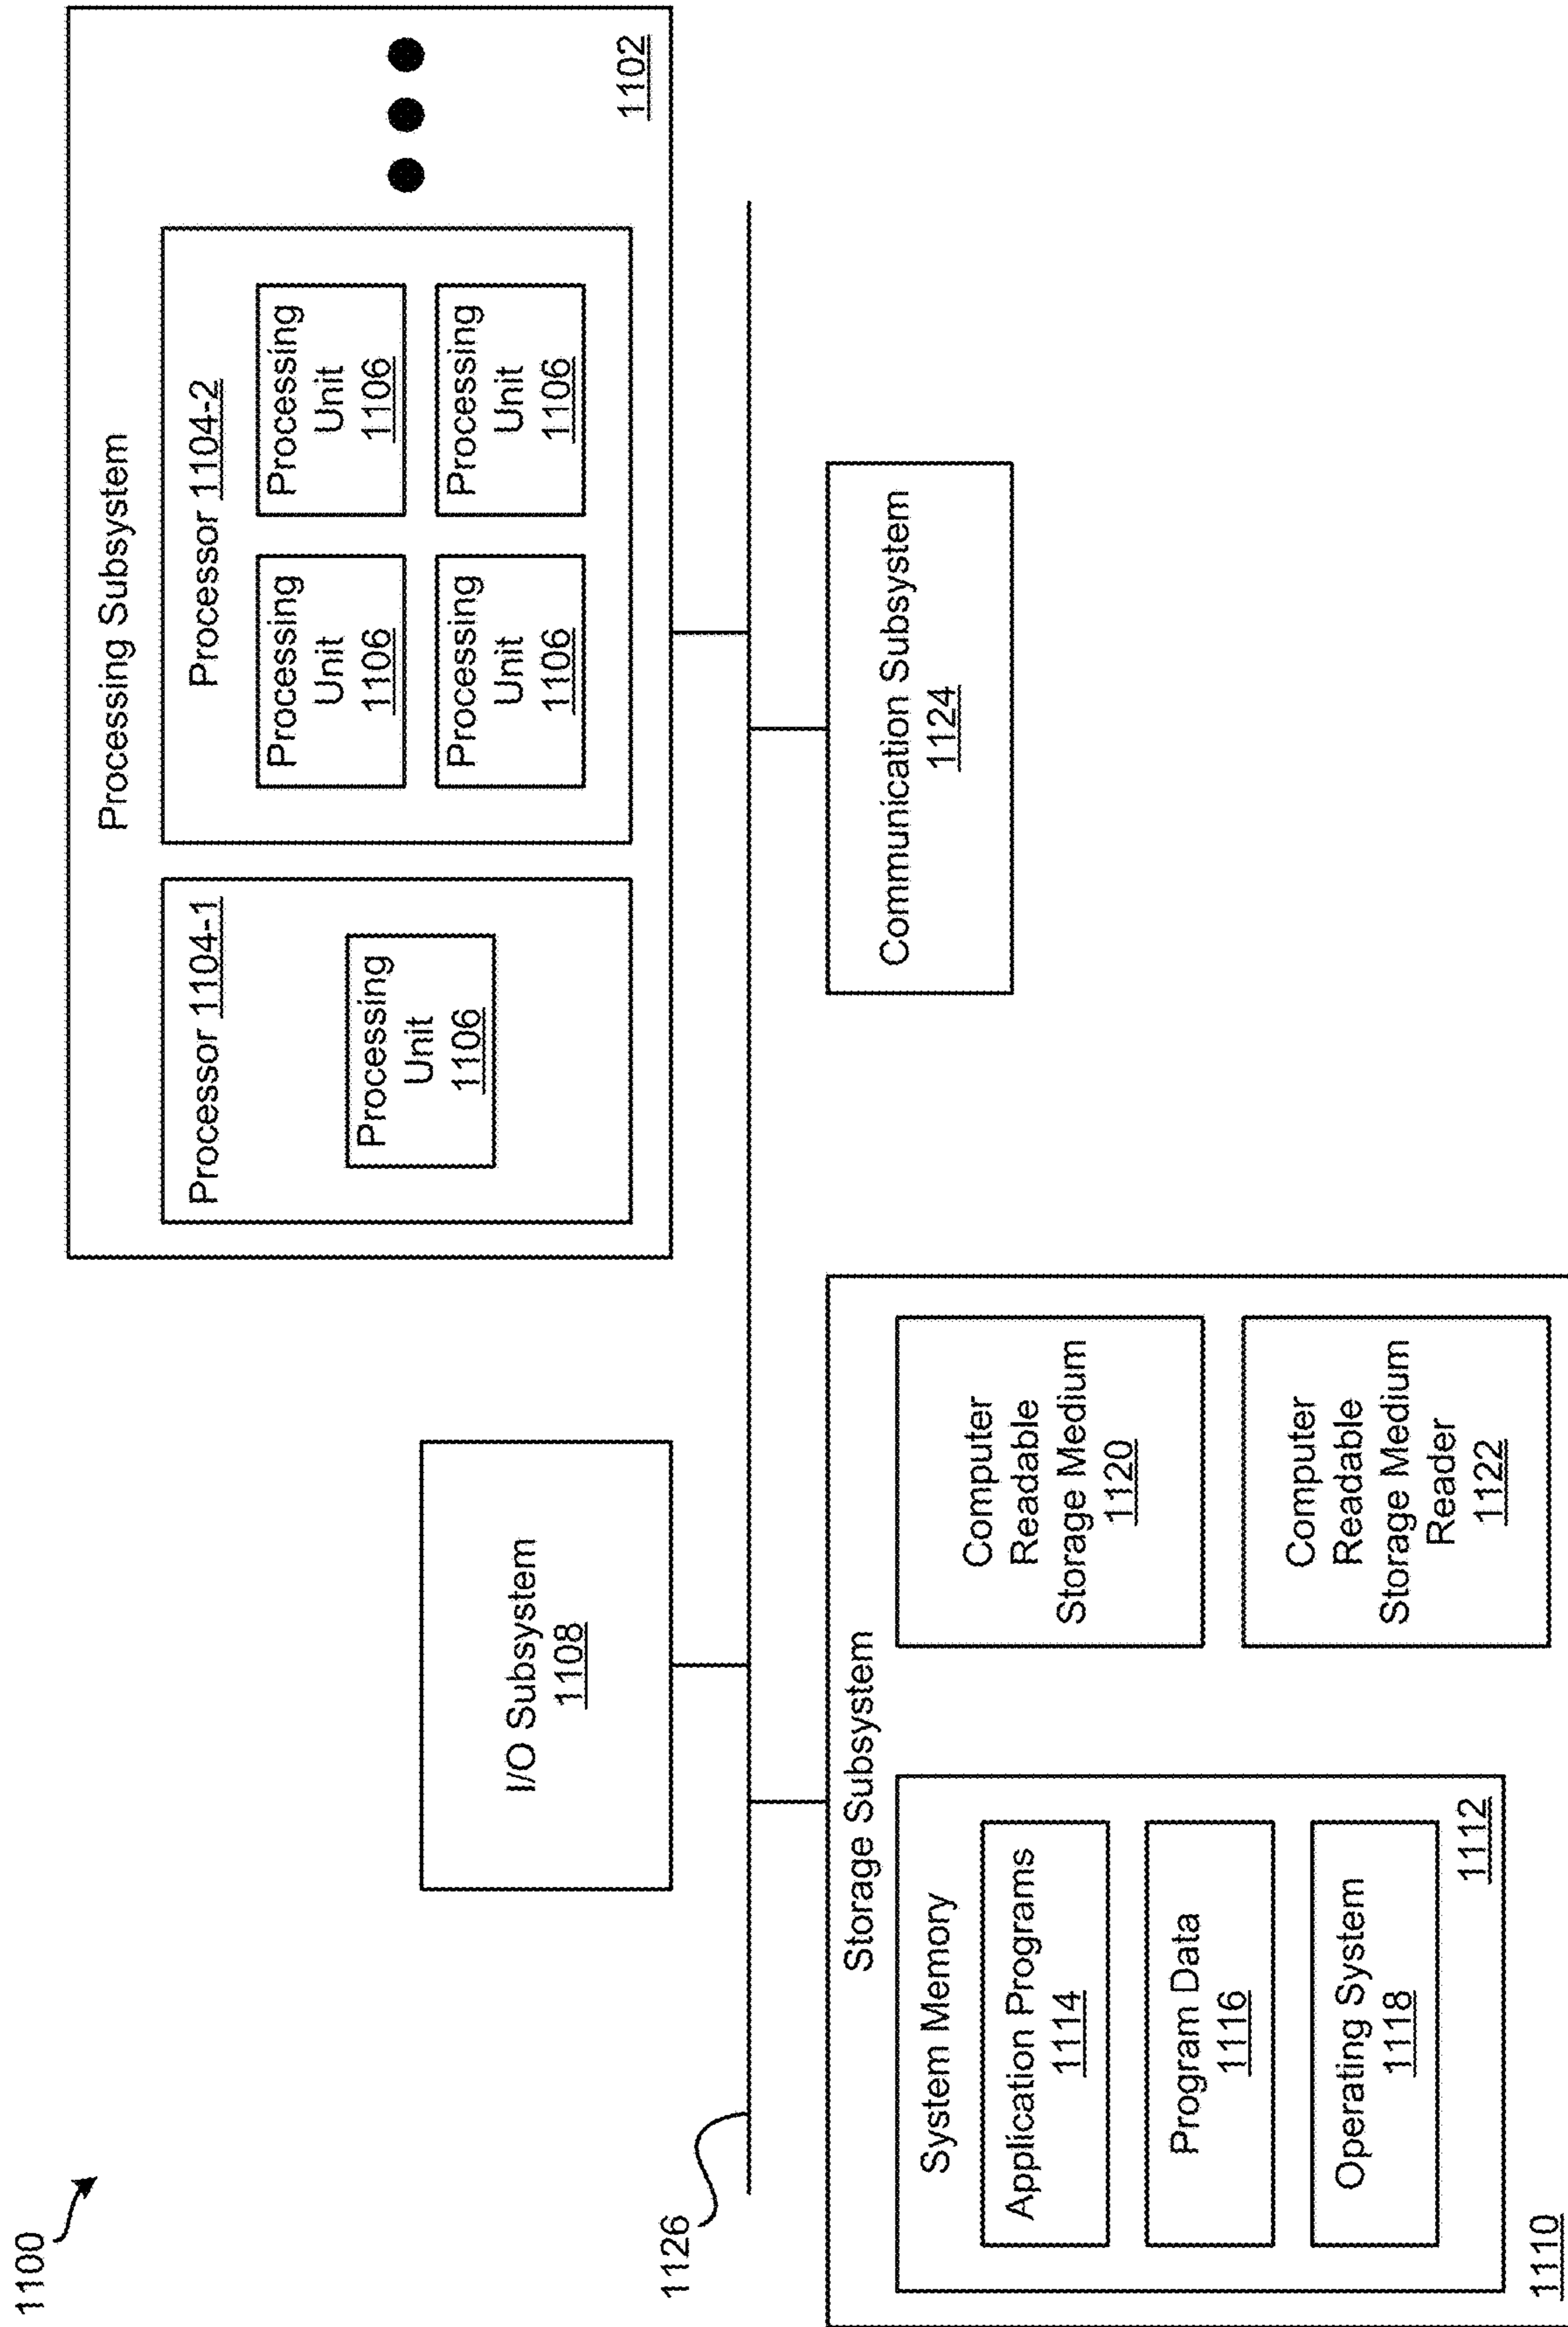 1100
I/O Subsystem
1108
Processing Subsystem
Processor 1104-1
Processing
Unit
1106
Processor 1104-2
Processing
Unit
1106
Processing
Unit
1106
Processing
Unit
1106
Processing
Unit
1106
1102
1126
Storage Subsystem
System Memory
Application Programs
1114
Program Data
1116
Operating System
1118
1112
Computer
Readable
Storage Medium
1120
Computer
Readable
Storage Medium
Reader
1122
1110
Communication Subsystem
1124